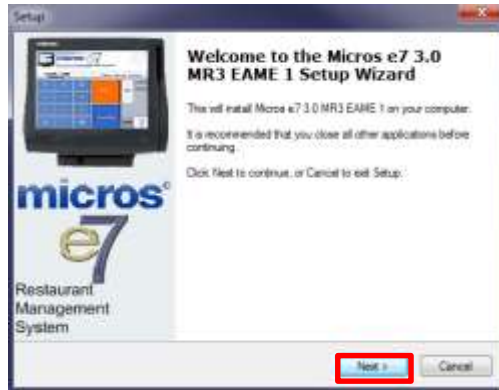 Setup
Welcome to the Micros e7 3.0
MR3 EAME 1 Setup Wizard
This will install Micros e7 3.0 MR3 EAME 1 on your computer.
It is recommended that you close all other applications before
continuing.
Click Next to continue, or Cancel to exit Setup.
micros®
e7
Restaurant
Management
System
Next >
Cancel